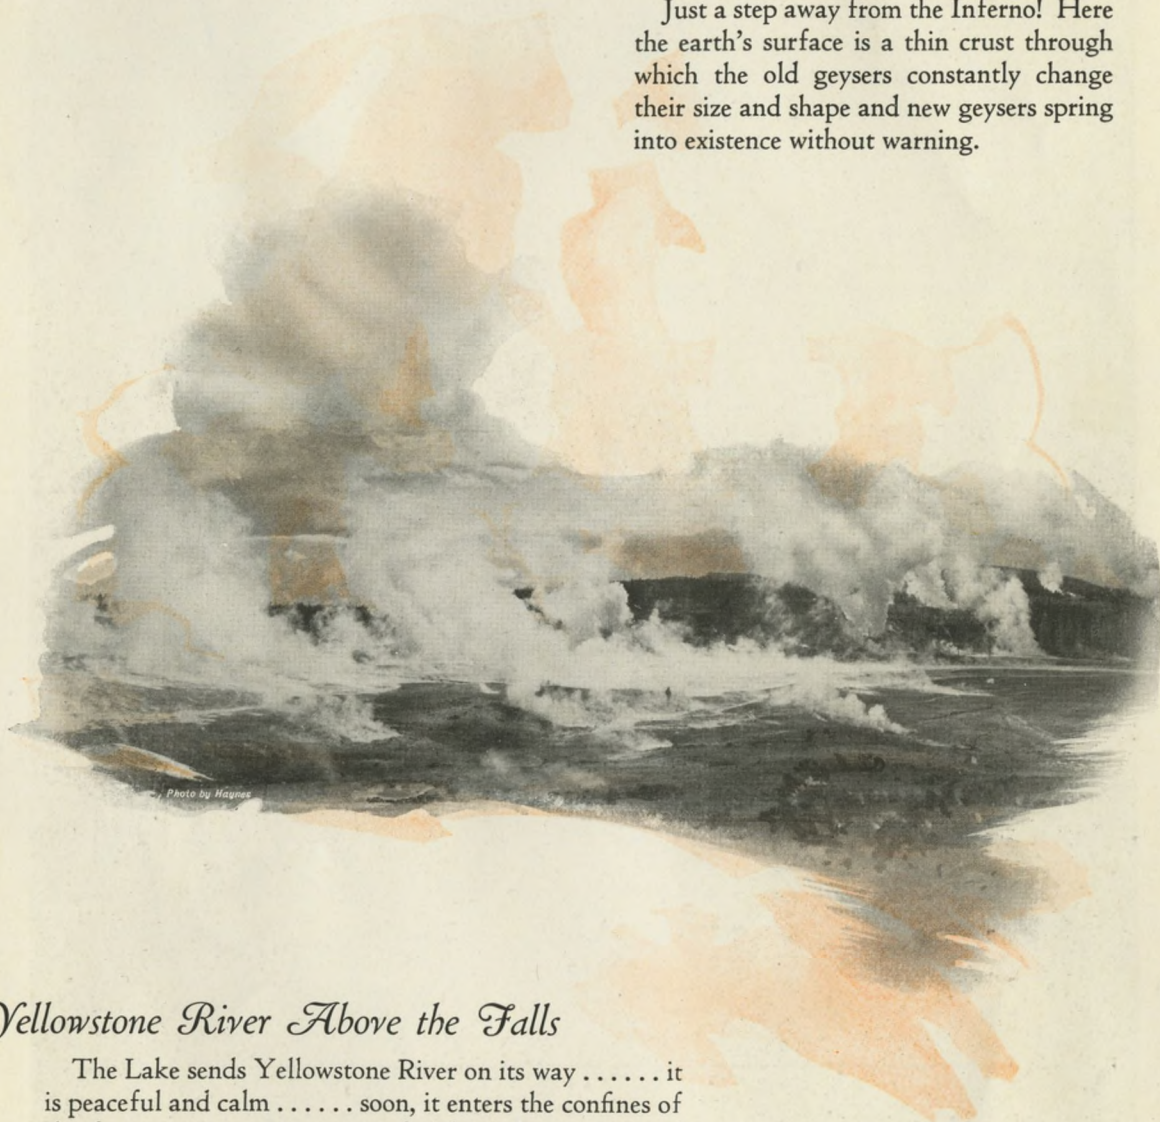 Just a step away from the Inferno! Here
the earth's surface is a thin crust through
which the old geysers constantly change
their size and shape and new geysers spring
into existence without warning.
Photo by Haynes
Yellowstone River Above the Falls
The Lake sends Yellowstone River on its way ...... it
is peaceful and calm ...... soon, it enters the confines of